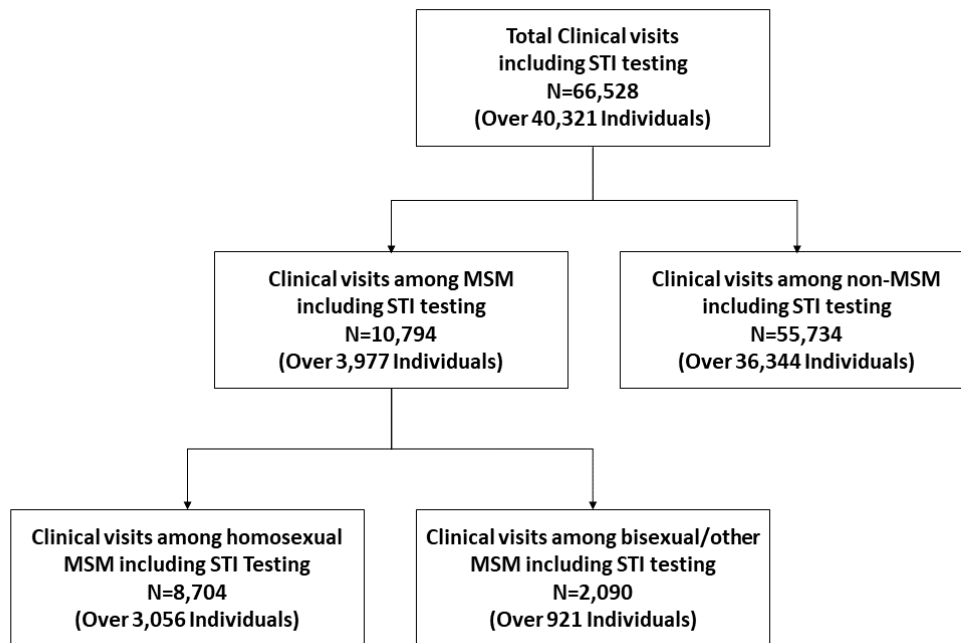 Total Clinical visits
including STI testing
N=66,528
(Over 40,321 Individuals)
Clinical visits among MSM
including STI testing
N=10,794
(Over 3,977 Individuals)
Clinical visits among non-MSM
including STI testing
N=55,734
(Over 36,344 Individuals)
Clinical visits among homosexual
MSM including STI Testing
N=8,704
(Over 3,056 Individuals)
Clinical visits among bisexual/other
MSM including STI testing
N=2,090
(Over 921 Individuals)